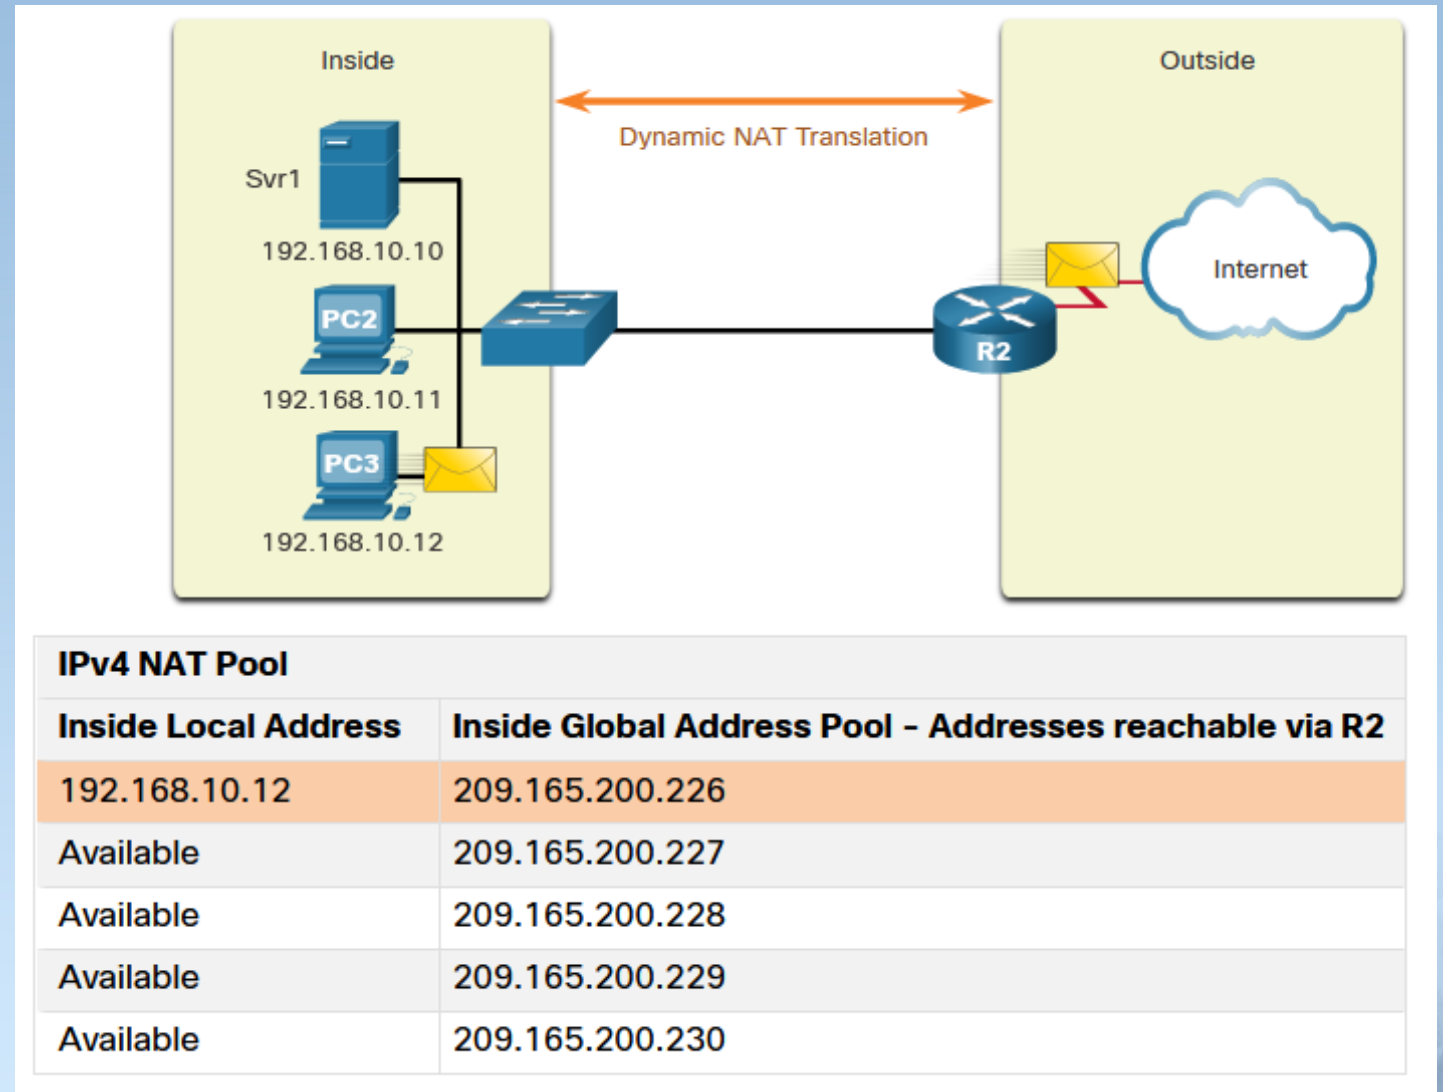 Inside
Outside
Dynamic NAT Translation
Svr1
192.168.10.10
Internet
PC2
R2
192.168.10.11
PC3
192.168.10.12
IPv4 NAT Pool
Inside Local Address Inside Global Address Pool – Addresses reachable via R2
192.168.10.12 209.165.200.226
Available 209.165.200.227
Available 209.165.200.228
Available 209.165.200.229
Available 209.165.200.230